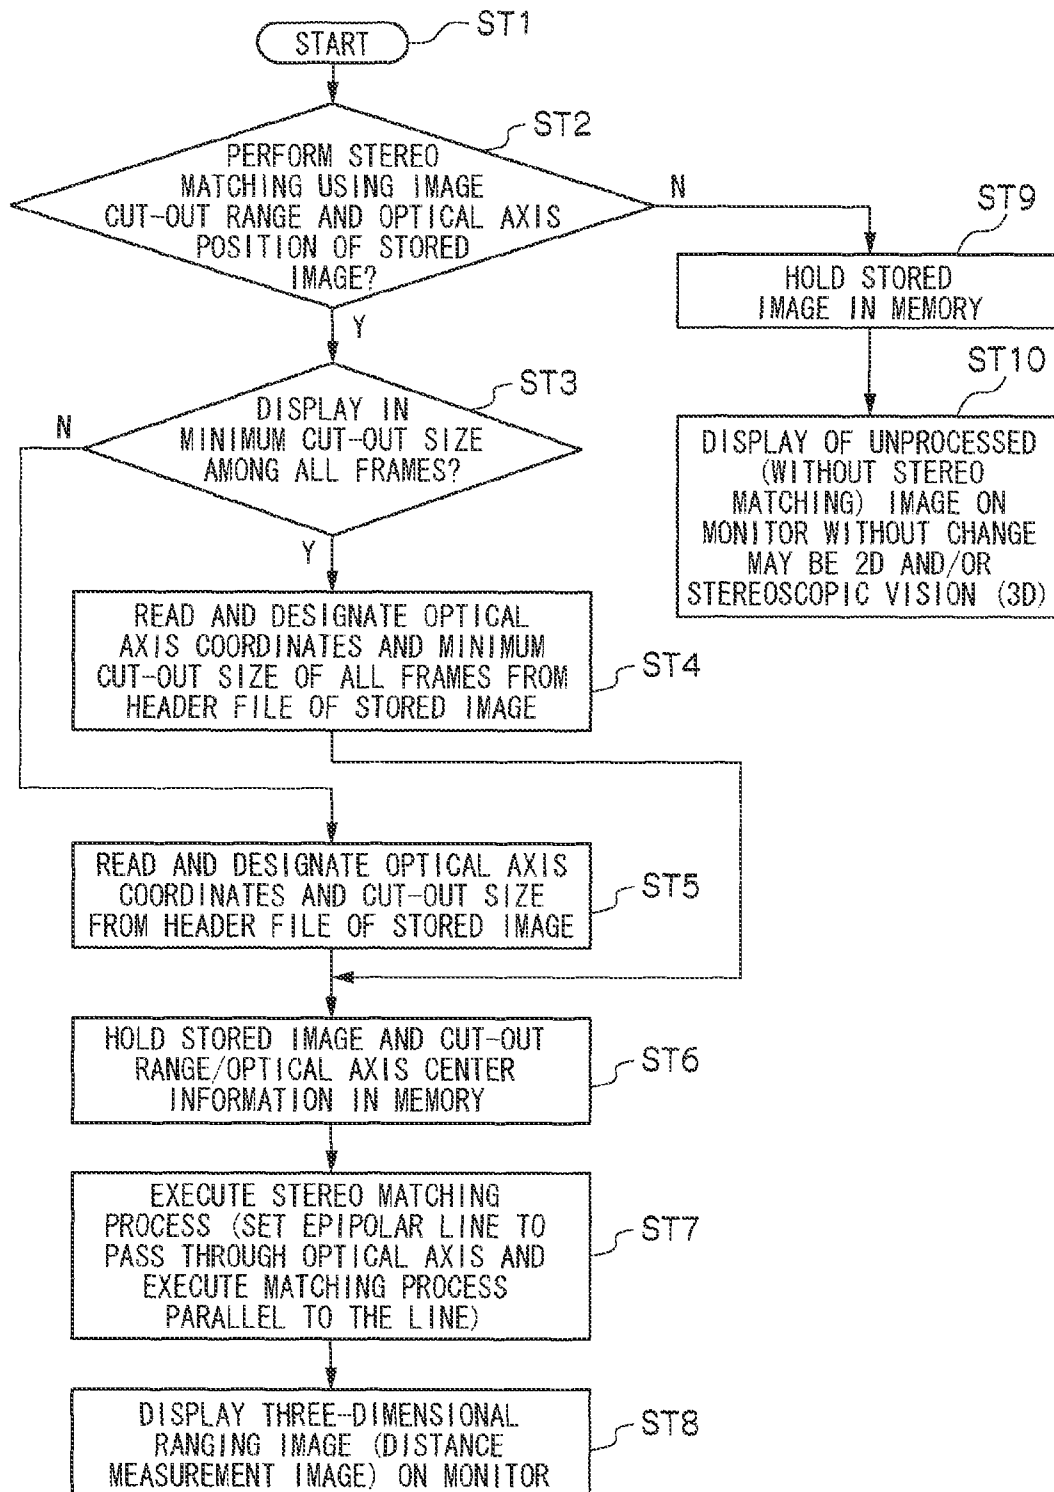 START
ST1
ST2
PERFORM STEREO
MATCHING USING IMAGE
CUT-OUT RANGE AND OPTICAL AXIS
POSITION OF STORED
IMAGE?
N
Y
ST9
HOLD STORED
IMAGE IN MEMORY
ST10
DISPLAY OF UNPROCESSED
(WITHOUT STEREO
MATCHING) IMAGE ON
MONITOR WITHOUT CHANGE
MAY BE 2D AND/OR
STEREOSCOPIC VISION (3D)
ST3
DISPLAY IN
MINIMUM CUT-OUT SIZE
AMONG ALL FRAMES?
N
Y
READ AND DESIGNATE OPTICAL
AXIS COORDINATES AND MINIMUM
CUT-OUT SIZE OF ALL FRAMES FROM
HEADER FILE OF STORED IMAGE
ST4
READ AND DESIGNATE OPTICAL AXIS
COORDINATES AND CUT-OUT SIZE
FROM HEADER FILE OF STORED IMAGE
ST5
HOLD STORED IMAGE AND CUT-OUT
RANGE/OPTICAL AXIS CENTER
INFORMATION IN MEMORY
ST6
EXECUTE STEREO MATCHING
PROCESS (SET EPIPOLAR LINE TO
PASS THROUGH OPTICAL AXIS AND
EXECUTE MATCHING PROCESS
PARALLEL TO THE LINE)
ST7
DISPLAY THREE-DIMENSIONAL
RANGING IMAGE (DISTANCE
MEASUREMENT IMAGE) ON MONITOR
ST8